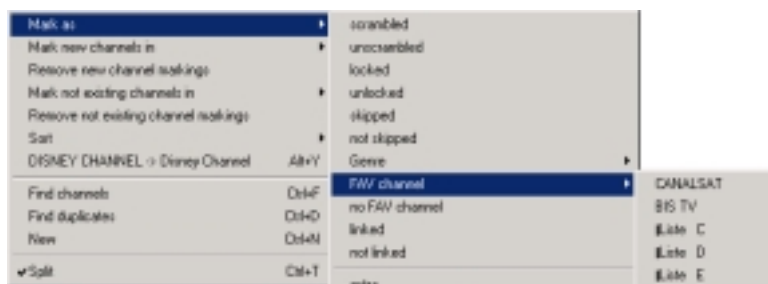 Mark as
Mark new channels in
Remove new channel markings
Mark not existing channels in
Remove not existing channel markings
Sort
DISNEY CHANNEL -> Disney Channel Alt+Y
Find channels Ctrl+F
Find duplicates Ctrl+D
New Ctrl+N
Split Ctrl+T
scrambled
unscrambled
locked
unlocked
skipped
not skipped
Genre
FAV channel
no FAV channel
linked
not linked
CANALSAT
BIS TV
Liste C
Liste D
Liste E